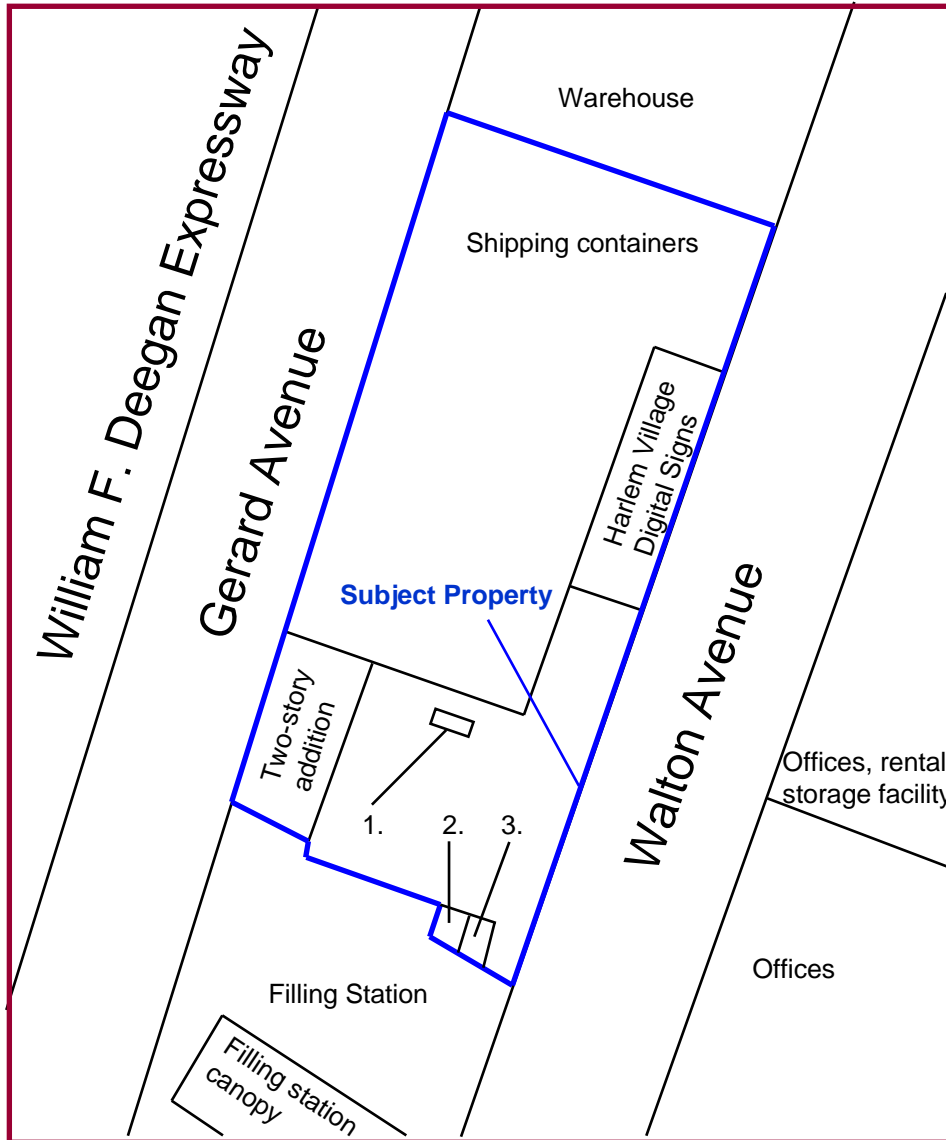 Warehouse
William F. Deegan Expressway
Shipping containers
Gerard Avenue
Harlem Village
Digital Signs
Subject Property
Walton Avenue
Two-story
addition
Offices, rental
storage facility
1.
2.
3.
Offices
Filling Station
Filling station
canopy